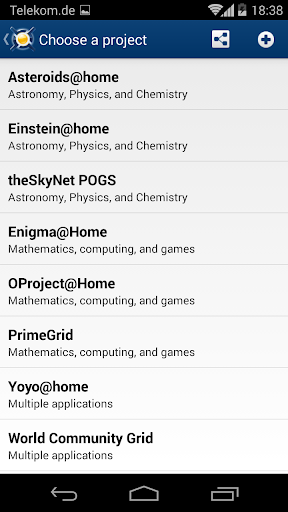 Telekom.de 18:38
Choose a project
Asteroids@home
Astronomy, Physics, and Chemistry
Einstein@home
Astronomy, Physics, and Chemistry
theSkyNet POGS
Astronomy, Physics, and Chemistry
Enigma@Home
Mathematics, computing, and games
OProject@Home
Mathematics, computing, and games
PrimeGrid
Mathematics, computing, and games
Yoyo@home
Multiple applications
World Community Grid
Multiple applications